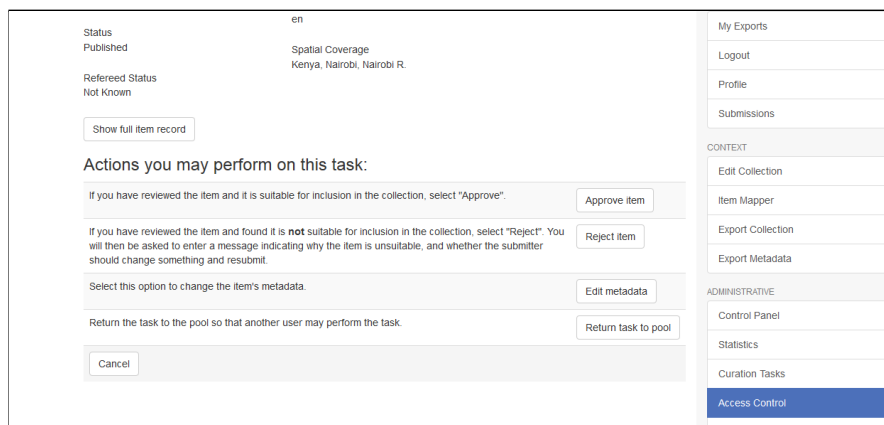 en
Status
Published
Spatial Coverage
Kenya, Nairobi, Nairobi R.
Refereed Status
Not Known
Show full item record
Actions you may perform on this task:
If you have reviewed the item and it is suitable for inclusion in the collection, select "Approve".
Approve item
If you have reviewed the item and found it is not suitable for inclusion in the collection, select "Reject". You
will then be asked to enter a message indicating why the item is unsuitable, and whether the submitter
should change something and resubmit.
Reject item
Select this option to change the item's metadata.
Edit metadata
Return the task to the pool so that another user may perform the task.
Return task to pool
Cancel
My Exports
Logout
Profile
Submissions
CONTEXT
Edit Collection
Item Mapper
Export Collection
Export Metadata
ADMINISTRATIVE
Control Panel
Statistics
Curation Tasks
Access Control